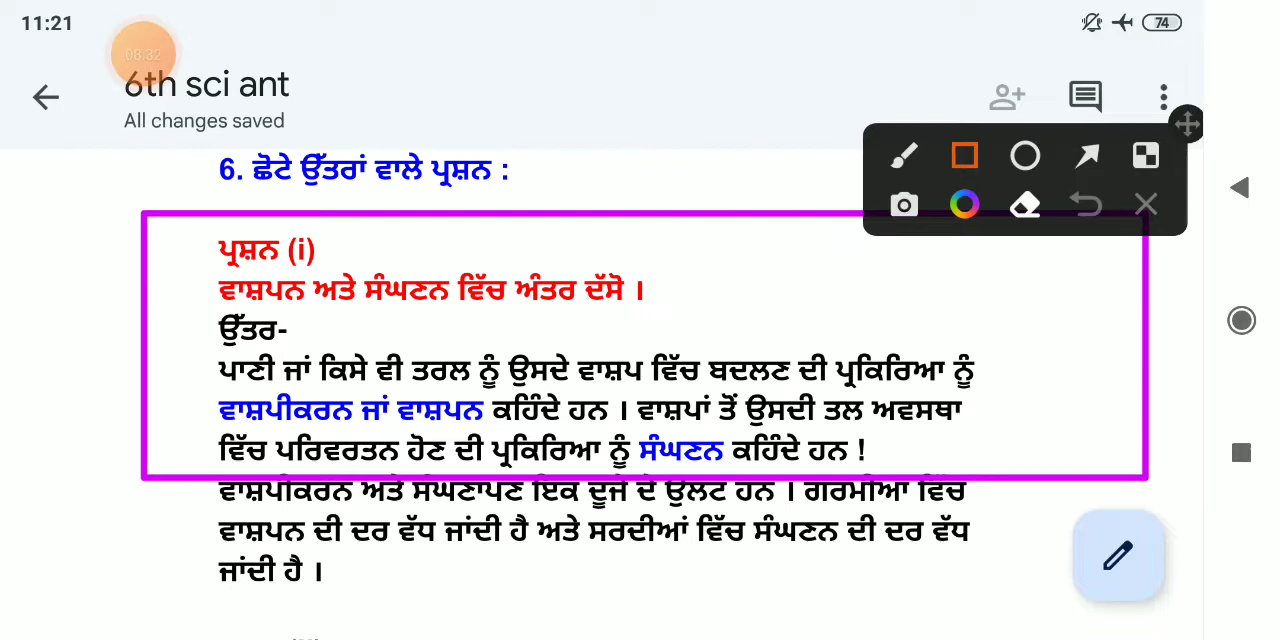 11:21
74
08:32
6th sci ant
All changes saved
6. ਛੋਟੇ ਉੱਤਰਾਂ ਵਾਲੇ ਪ੍ਰਸ਼ਨ :
ਪ੍ਰਸ਼ਨ (i)
ਵਾਸ਼ਪਨ ਅਤੇ ਸੰਘਣਨ ਵਿੱਚ ਅੰਤਰ ਦੱਸੋ ।
ਉੱਤਰ-
ਪਾਣੀ ਜਾਂ ਕਿਸੇ ਵੀ ਤਰਲ ਨੂੰ ਉਸਦੇ ਵਾਸ਼ਪ ਵਿੱਚ ਬਦਲਣ ਦੀ ਪ੍ਰਕਿਰਿਆ ਨੂੰ
ਵਾਸ਼ਪੀਕਰਨ ਜਾਂ ਵਾਸ਼ਪਨ ਕਹਿੰਦੇ ਹਨ । ਵਾਸ਼ਪਾਂ ਤੋਂ ਉਸਦੀ ਤਲ ਅਵਸਥਾ
ਵਿੱਚ ਪਰਿਵਰਤਨ ਹੋਣ ਦੀ ਪ੍ਰਕਿਰਿਆ ਨੂੰ ਸੰਘਣਨ ਕਹਿੰਦੇ ਹਨ !
ਵਾਸ਼ਪੀਕਰਨ ਅਤੇ ਸੰਘਣਾਪਣ ਇਕ ਦੂਜੇ ਦੇ ਉਲਟ ਹਨ । ਗਰਮੀਆਂ ਵਿੱਚ
ਵਾਸ਼ਪਨ ਦੀ ਦਰ ਵੱਧ ਜਾਂਦੀ ਹੈ ਅਤੇ ਸਰਦੀਆਂ ਵਿੱਚ ਸੰਘਣਨ ਦੀ ਦਰ ਵੱਧ
ਜਾਂਦੀ ਹੈ ।